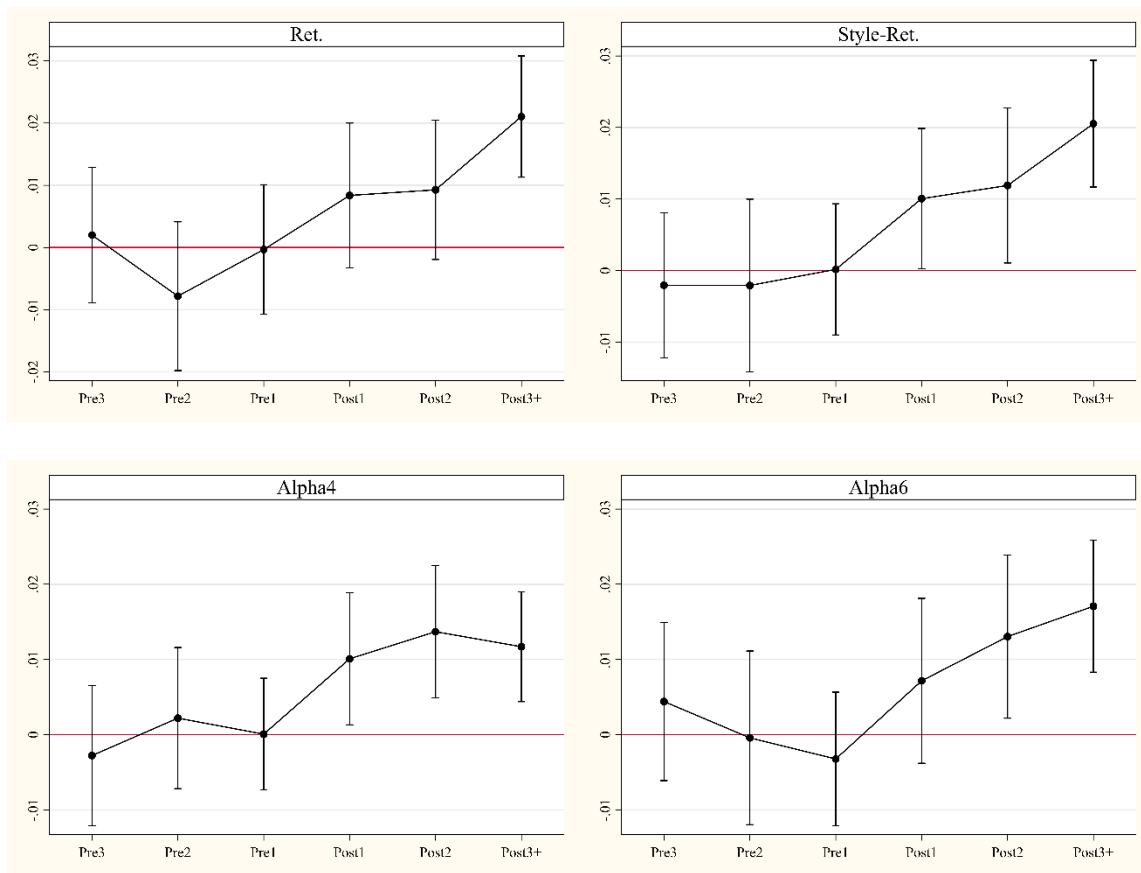 Ret.
.03
.02
.01
0
-.01
-.02
Pre3 Pre2 Pre1 Post1 Post2 Post3+
Style-Ret.
.03
.02
.01
0
-.01
Pre3 Pre2 Pre1 Post1 Post2 Post3+
Alpha4
.03
.02
.01
0
-.01
Pre3 Pre2 Pre1 Post1 Post2 Post3+
Alpha6
.03
.02
.01
0
-.01
Pre3 Pre2 Pre1 Post1 Post2 Post3+